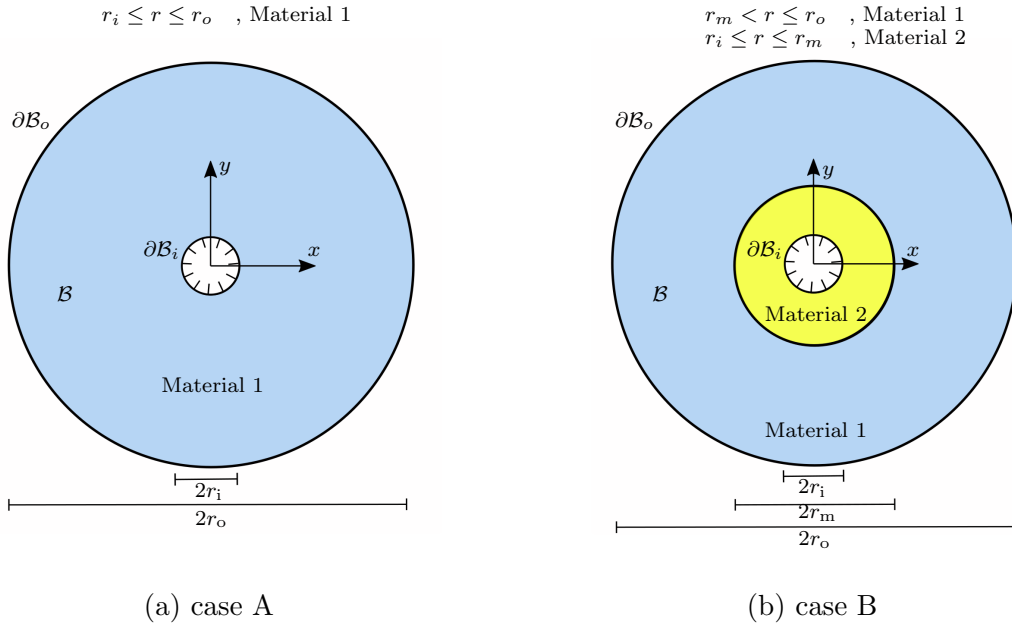 r_i ≤ r ≤ r_o , Material 1
∂ℬ_o
y
∂ℬ_i
x
ℬ
Material 1
2r_i
2r_o
(a) case A
r_m < r ≤ r_o , Material 1
r_i ≤ r ≤ r_m , Material 2
∂ℬ_o
y
∂ℬ_i
x
ℬ
Material 2
Material 1
2r_i
2r_m
2r_o
(b) case B